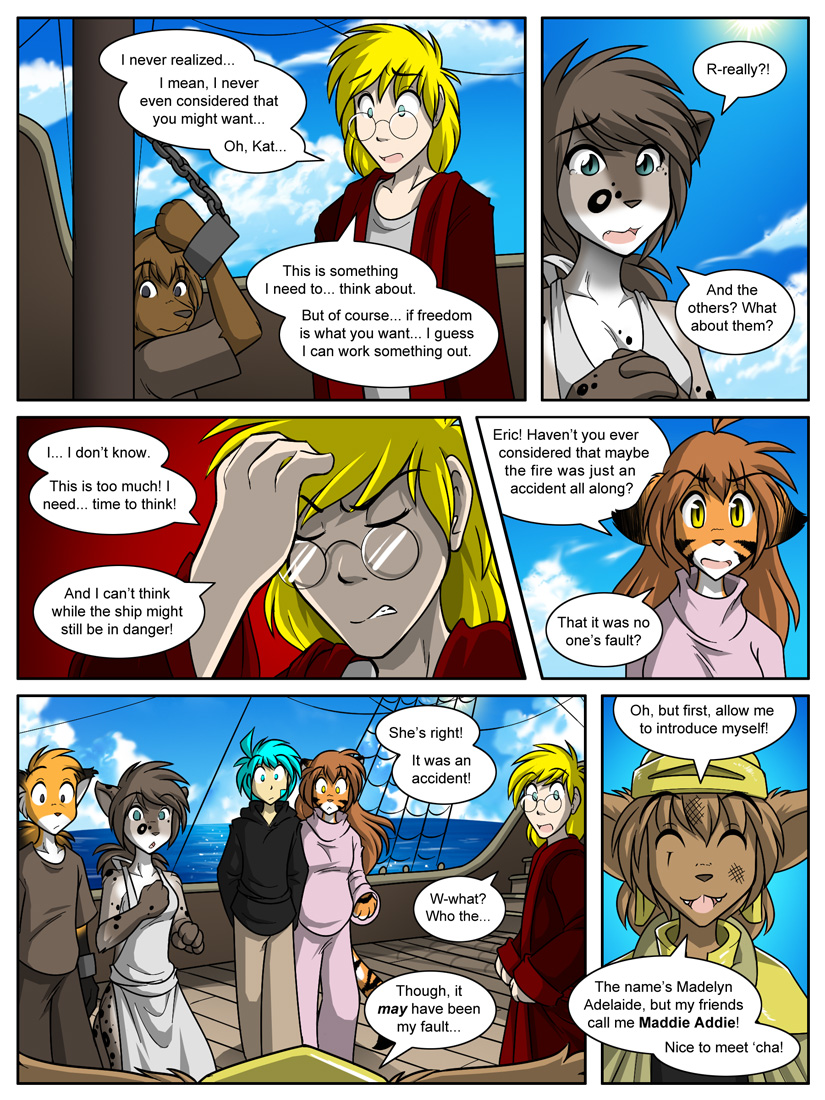 I never realized...
I mean, I never
even considered that
you might want...
Oh, Kat...
This is something
I need to... think about.
But of course... if freedom
is what you want... I guess
I can work something out.
R-really?!
And the
others? What
about them?
I... I don't know.
This is too much! I
need... time to think!
And I can't think
while the ship might
still be in danger!
Eric! Haven't you ever
considered that maybe
the fire was just an
accident all along?
That it was no
one's fault?
She's right!
It was an
accident!
W-what?
Who the...
Though, it
may have been
my fault...
Oh, but first, allow me
to introduce myself!
The name's Madelyn
Adelaide, but my friends
call me Maddie Addie!
Nice to meet 'cha!